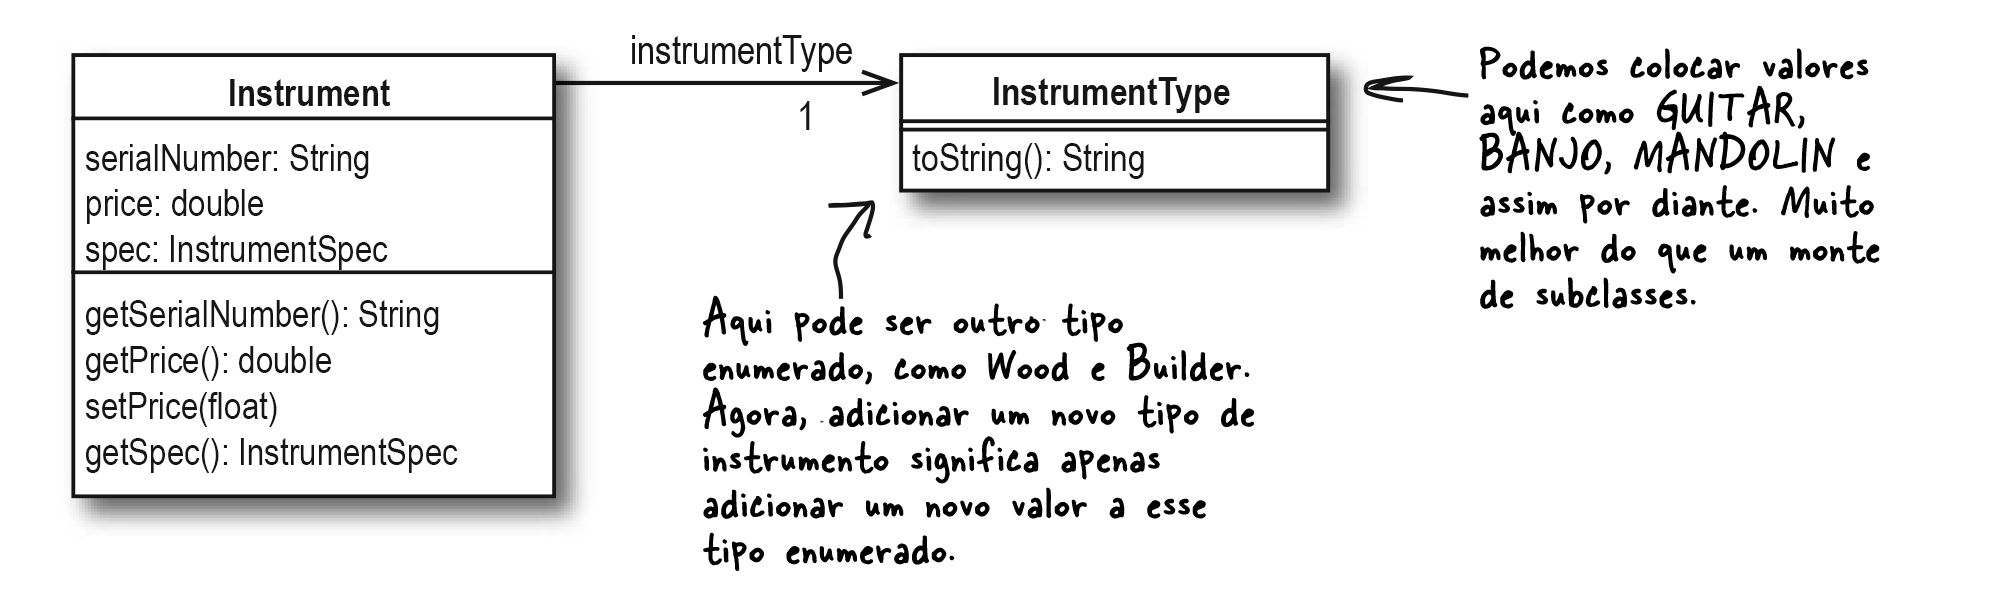 Instrument
serialNumber: String
price: double
spec: InstrumentSpec
getSerialNumber(): String
getPrice(): double
setPrice(float)
getSpec(): InstrumentSpec
instrumentType
1
InstrumentType
toString(): String
Aqui pode ser outro tipo
enumerado, como Wood e Builder.
Agora, adicionar um novo tipo de
instrumento significa apenas
adicionar um novo valor a esse
tipo enumerado.
Podemos colocar valores
aqui como GUITAR,
BANJO, MANDOLIN e
assim por diante. Muito
melhor do que um monte
de subclasses.